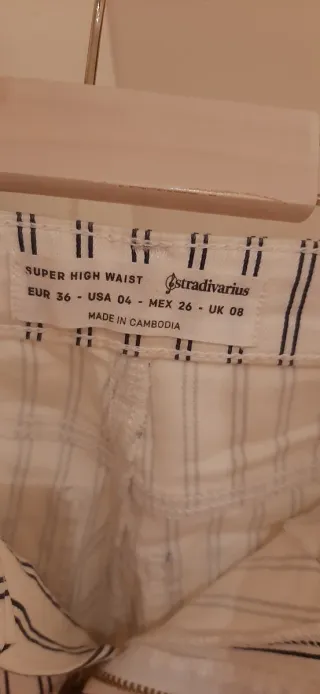 SUPER HIGH WAIST stradivarius
EUR 36 - USA 04 - MEX 26 - UK 08
MADE IN CAMBODIA